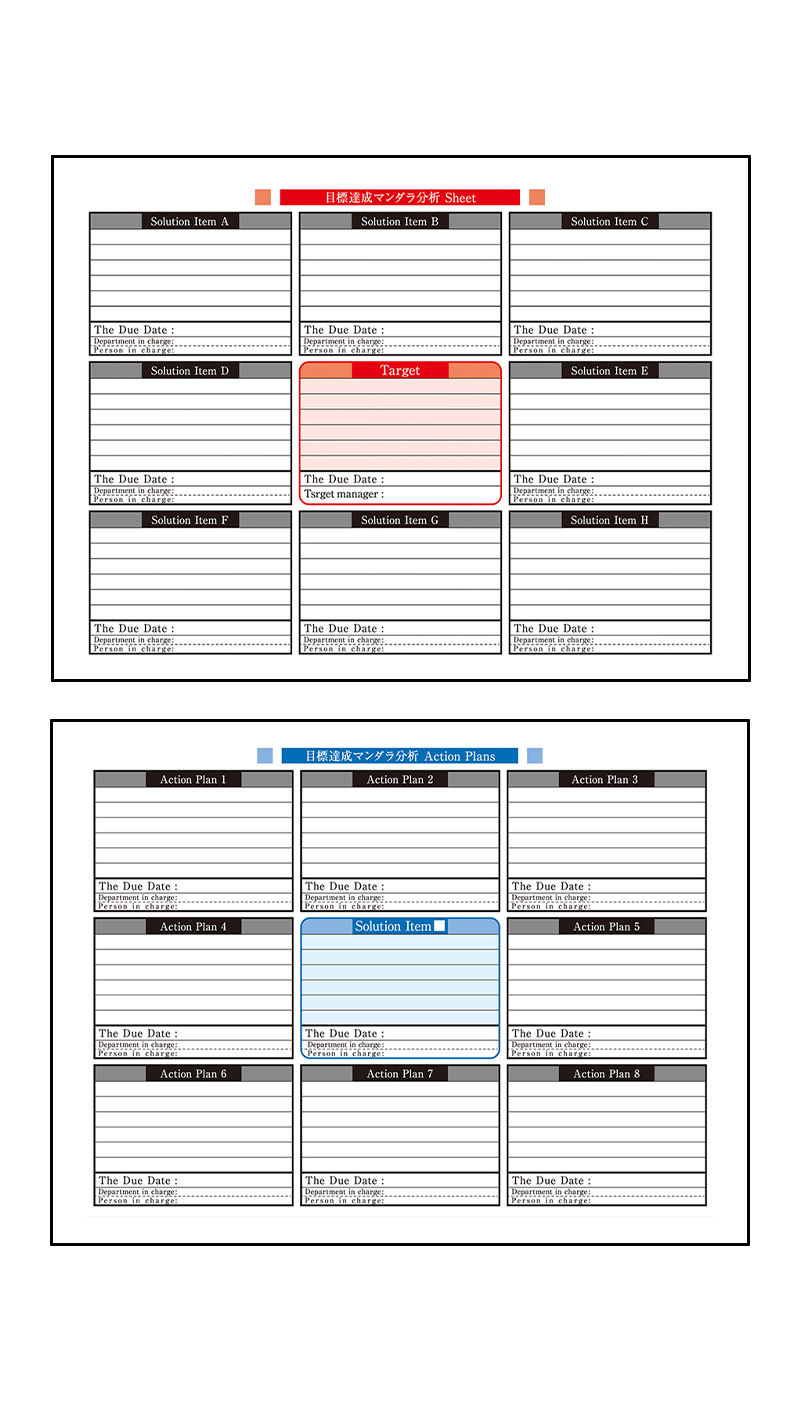 目標達成マンダラ分析 Sheet
Solution Item A
Solution Item B
Solution Item C
The Due Date :
Department in charge:
Person in charge:
The Due Date :
Department in charge:
Person in charge:
The Due Date :
Department in charge:
Person in charge:
Solution Item D
Target
Solution Item E
The Due Date :
Department in charge:
Person in charge:
The Due Date :
Tsrget manager :
The Due Date :
Department in charge:
Person in charge:
Solution Item F
Solution Item G
Solution Item H
The Due Date :
Department in charge:
Person in charge:
The Due Date :
Department in charge:
Person in charge:
The Due Date :
Department in charge:
Person in charge:
目標達成マンダラ分析 Action Plans
Action Plan 1
Action Plan 2
Action Plan 3
The Due Date :
Department in charge:
Person in charge:
The Due Date :
Department in charge:
Person in charge:
The Due Date :
Department in charge:
Person in charge:
Action Plan 4
Solution Item
Action Plan 5
The Due Date :
Department in charge:
Person in charge:
The Due Date :
Department in charge:
Person in charge:
The Due Date :
Department in charge:
Person in charge:
Action Plan 6
Action Plan 7
Action Plan 8
The Due Date :
Department in charge:
Person in charge:
The Due Date :
Department in charge:
Person in charge:
The Due Date :
Department in charge:
Person in charge: